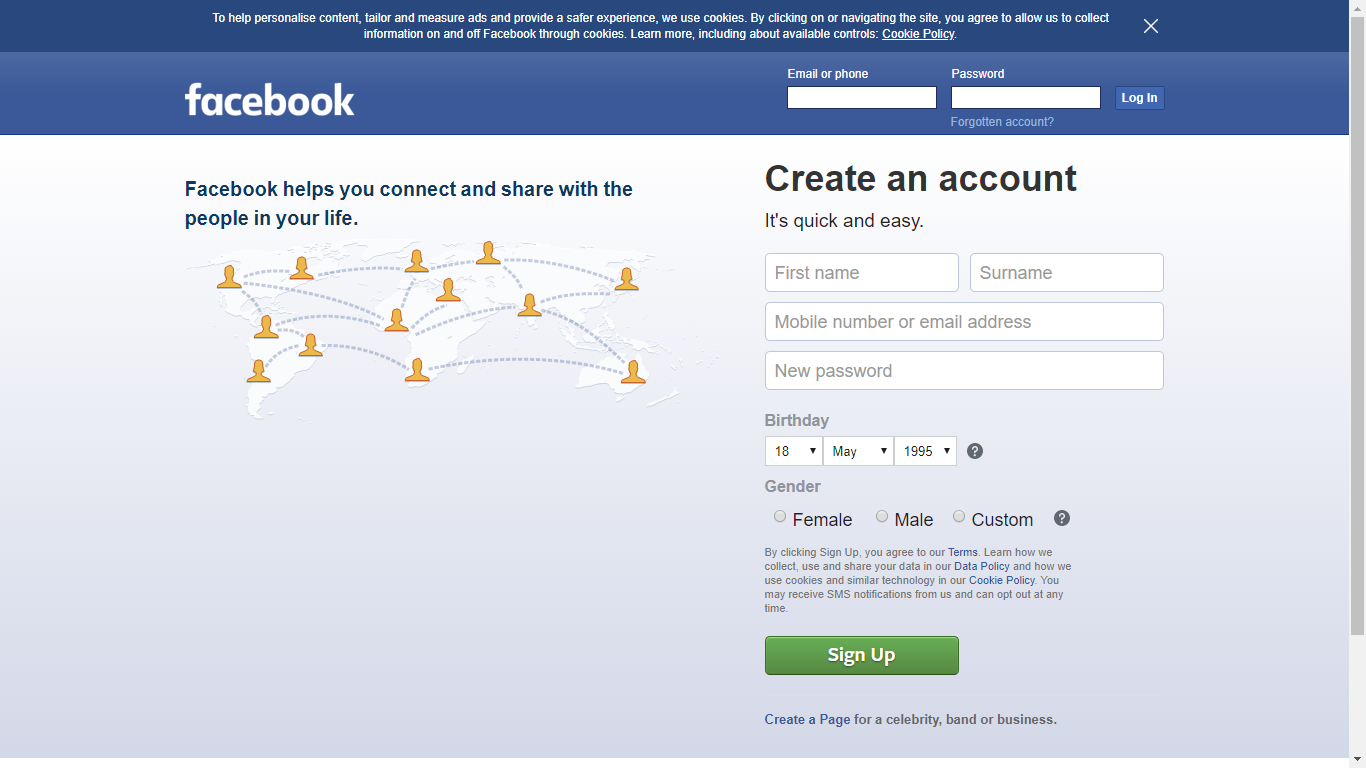 To help personalise content, tailor and measure ads and provide a safer experience, we use cookies. By clicking on or navigating the site, you agree to allow us to collect
information on and off Facebook through cookies. Learn more, including about available controls: Cookie Policy.
facebook
Email or phone
Password
Log In
Forgotten account?
Facebook helps you connect and share with the
people in your life.
Create an account
It's quick and easy.
First name
Surname
Mobile number or email address
New password
Birthday
18 May 1995 ?
Gender
Female Male Custom ?
By clicking Sign Up, you agree to our Terms. Learn how we
collect, use and share your data in our Data Policy and how we
use cookies and similar technology in our Cookie Policy. You
may receive SMS notifications from us and can opt out at any
time.
Sign Up
Create a Page for a celebrity, band or business.